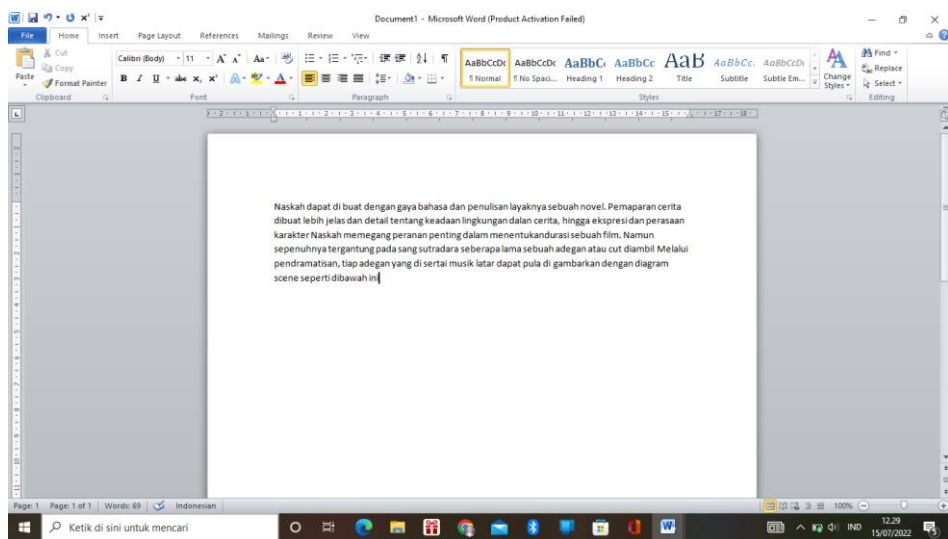 Document1 - Microsoft Word (Product Activation Failed)
File Home Insert Page Layout References Mailings Review View
Paste
Cut
Copy
Format Painter
Clipboard
Calibri (Body) 11
Font
Paragraph
AaBbCcDc AaBbCcDc AaBbC AaBbCc AaB AaBbCc. AaBbCcDi
¶ Normal ¶ No Spaci... Heading 1 Heading 2 Title Subtitle Subtle Em...
Change Styles
Styles
Find
Replace
Select
Editing
Naskah dapat di buat dengan gaya bahasa dan penulisan layaknya sebuah novel. Pemaparan cerita
dibuat lebih jelas dan detail tentang keadaan lingkungan dalan cerita, hingga ekspresi dan perasaan
karakter Naskah memegang peranan penting dalam menentukandurasi sebuah film. Namun
sepenuhnya tergantung pada sang sutradara seberapa lama sebuah adegan atau cut diambil Melalui
pendramatisan, tiap adegan yang di sertai musik latar dapat pula di gambarkan dengan diagram
scene seperti dibawah ini
Page: 1 Page: 1 of 1 Words: 69 Indonesian 100%
Ketik di sini untuk mencari
IND
12.29
15/07/2022